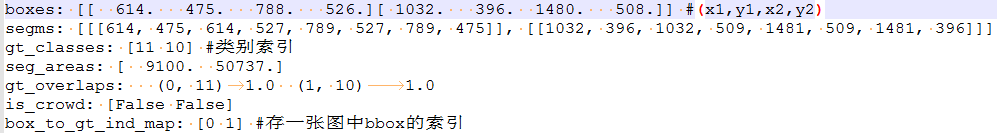 boxes: [[  614.   475.   788.   526.][ 1032.   396.  1480.   508.]] #(x1,y1,x2,y2)
segms: [[[614, 475, 614, 527, 789, 527, 789, 475]], [[1032, 396, 1032, 509, 1481, 509, 1481, 396]]]
gt_classes: [11 10] #类别索引
seg_areas: [  9100.  50737.]
gt_overlaps:   (0, 11)	1.0  (1, 10)	1.0
is_crowd: [False False]
box_to_gt_ind_map: [0 1] #存一张图中bbox的索引